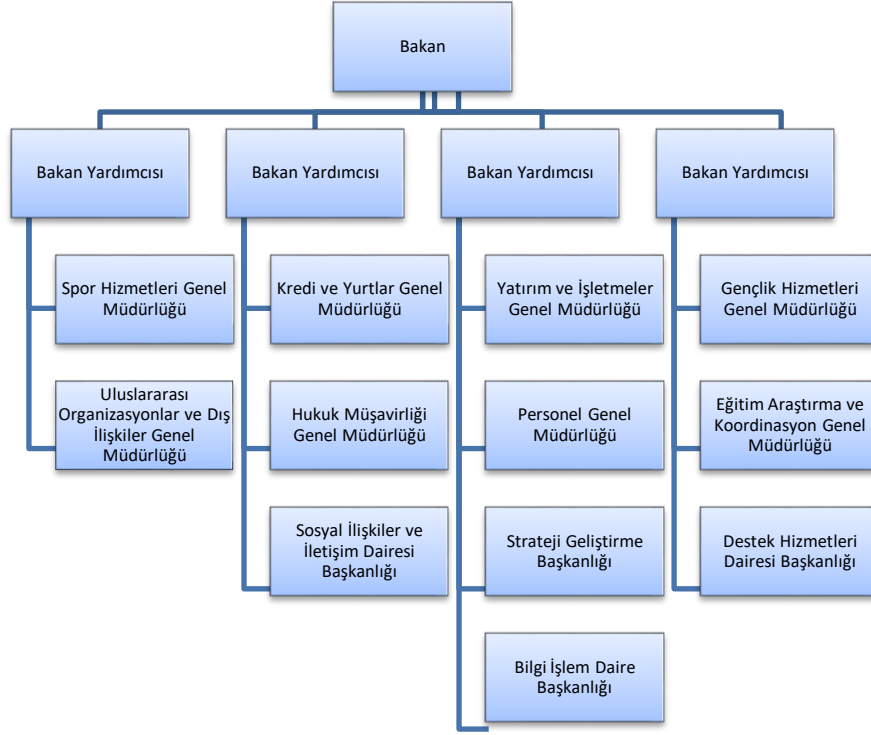 Bakan
Bakan Yardımcısı
Bakan Yardımcısı
Bakan Yardımcısı
Bakan Yardımcısı
Spor Hizmetleri Genel
Müdürlüğü
Kredi ve Yurtlar Genel
Müdürlüğü
Yatırım ve İşletmeler
Genel Müdürlüğü
Gençlik Hizmetleri
Genel Müdürlüğü
Uluslararası
Organizasyonlar ve Dış
İlişkiler Genel
Müdürlüğü
Hukuk Müşavirliği
Genel Müdürlüğü
Personel Genel
Müdürlüğü
Eğitim Araştırma ve
Koordinasyon Genel
Müdürlüğü
Sosyal İlişkiler ve
İletişim Dairesi
Başkanlığı
Strateji Geliştirme
Başkanlığı
Destek Hizmetleri
Dairesi Başkanlığı
Bilgi İşlem Daire
Başkanlığı